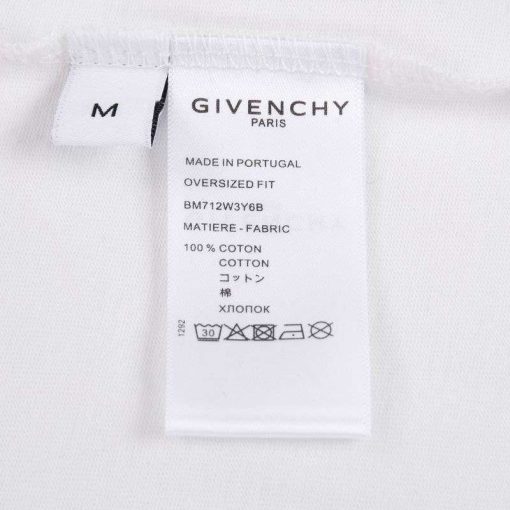 M
GIVENCHY
PARIS
MADE IN PORTUGAL
OVERSIZED FIT
BM712W3Y6B
MATIERE - FABRIC
100 % COTON
COTTON
コットン
棉
ХЛОПОК
1292
30